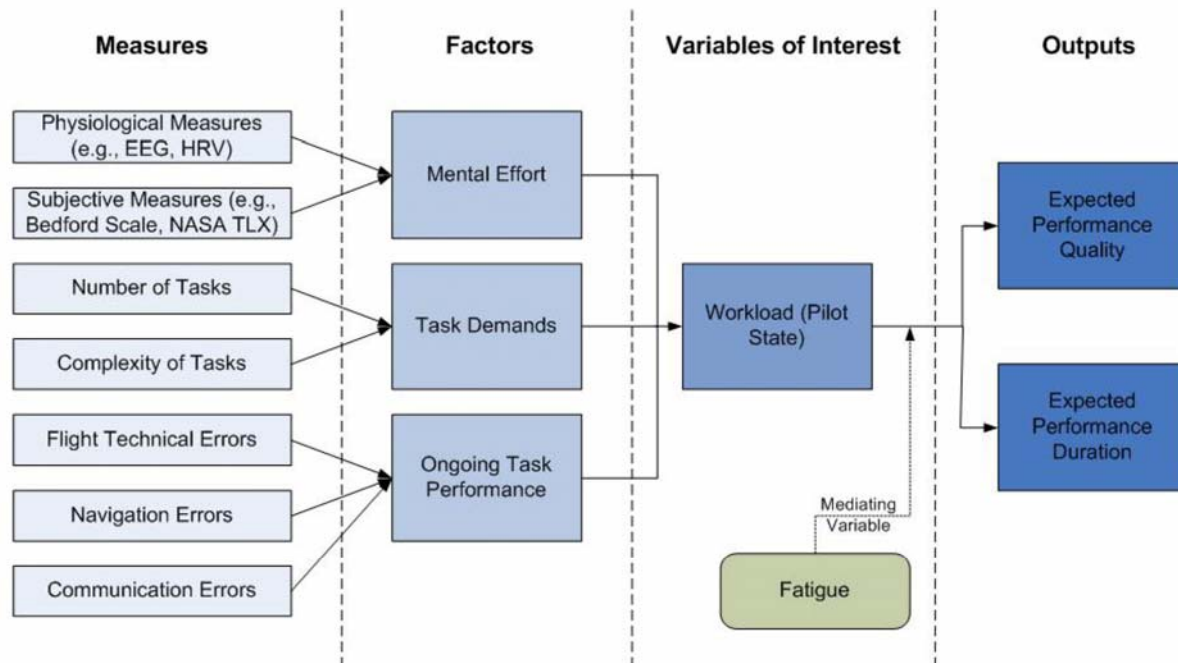 Measures
Factors
Variables of Interest
Outputs
Physiological Measures
(e.g., EEG, HRV)
Subjective Measures (e.g.,
Bedford Scale, NASA TLX)
Number of Tasks
Complexity of Tasks
Flight Technical Errors
Navigation Errors
Communication Errors
Mental Effort
Task Demands
Ongoing Task
Performance
Workload (Pilot
State)
Mediating
Variable
Fatigue
Expected
Performance
Quality
Expected
Performance
Duration